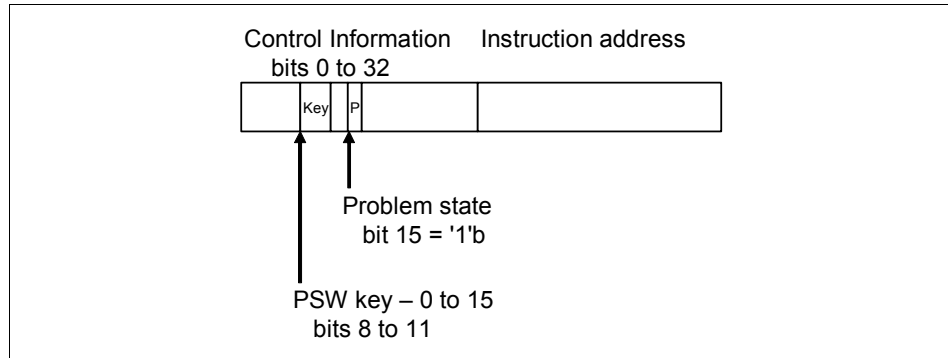 Control Information Instruction address
bits 0 to 32
Key P
Problem state
bit 15 = '1'b
PSW key – 0 to 15
bits 8 to 11